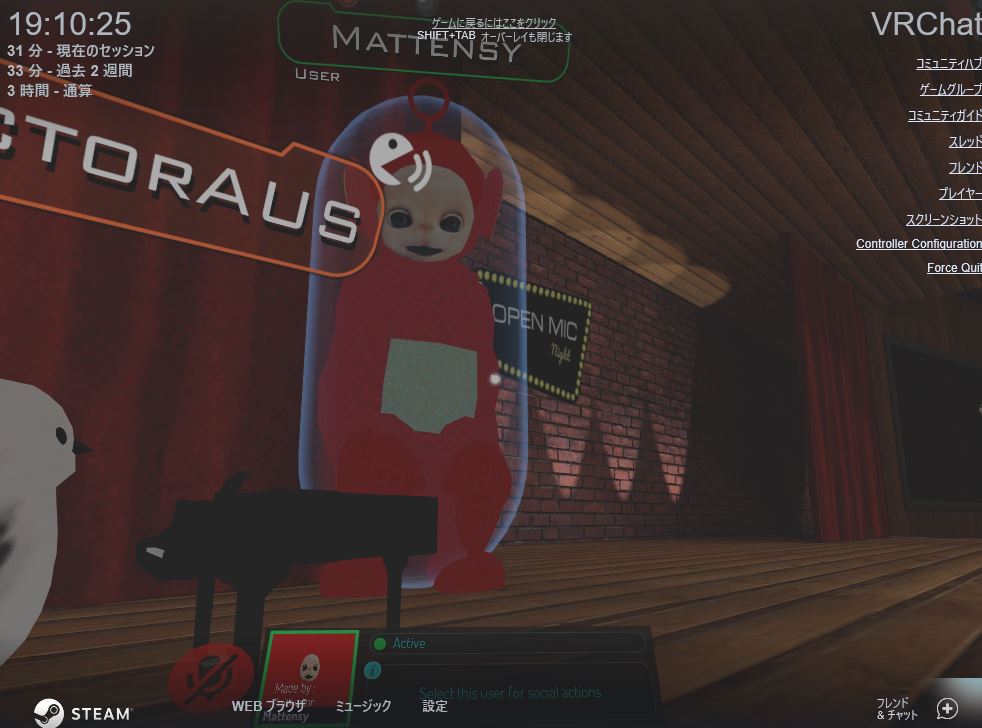 19:10:25
31 分 - 現在のセッション
33 分 - 過去 2 週間
3 時間 - 通算
ゲームに戻るにはここをクリック
SHIFT+TAB オーバーレイも閉じます
MATTENSY
USER
VRChat
コミュニティハブ
ゲームグループ
コミュニティガイド
スレッド
フレンド
プレイヤー
スクリーンショット
Controller Configuration
Force Quit
CTORAUS
OPEN MIC
Night
Active
Select this user for social actions
Made by:
Mattensy
STEAM
WEB ブラウザ
ミュージック
設定
フレンド
& チャット